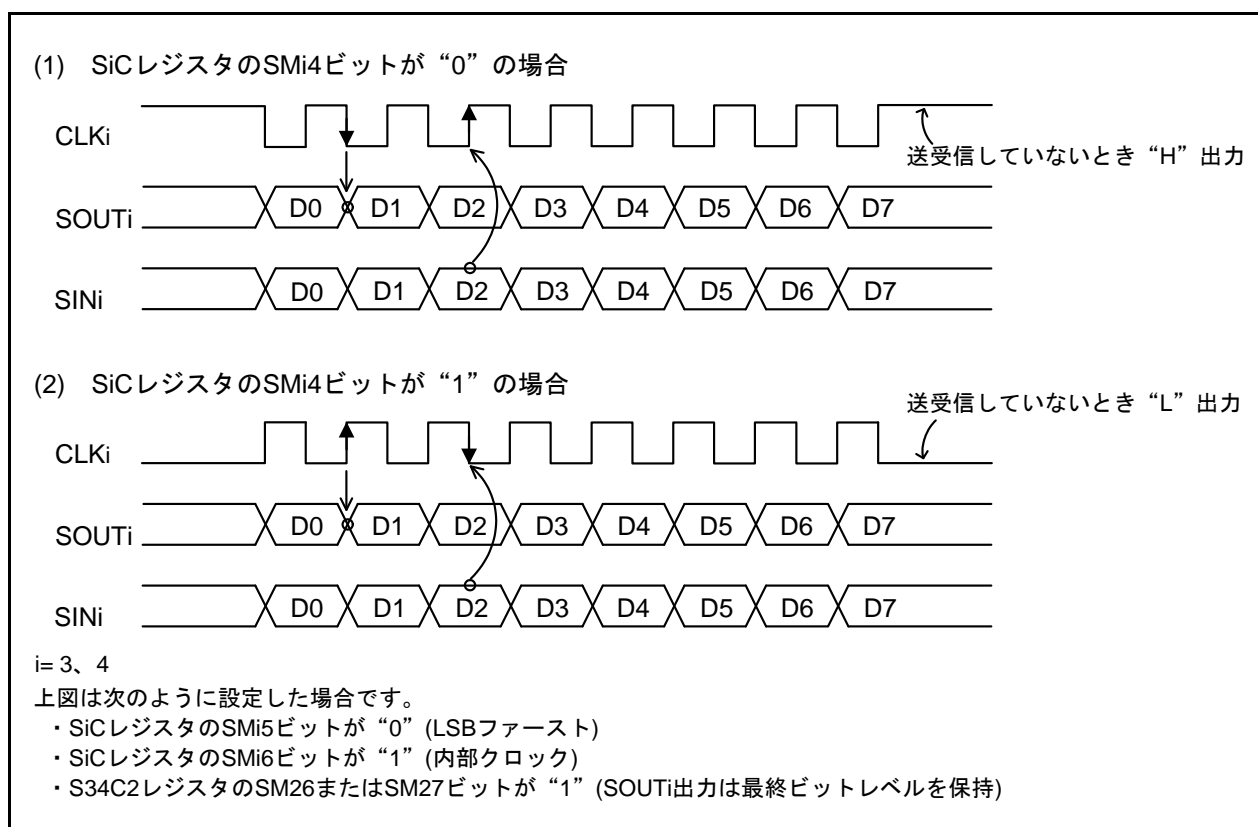 (1) SiCレジスタのSMi4ビットが“0”の場合
CLKi
送受信していないとき“H”出力
SOUTi D0 D1 D2 D3 D4 D5 D6 D7
SINi D0 D1 D2 D3 D4 D5 D6 D7
(2) SiCレジスタのSMi4ビットが“1”の場合
送受信していないとき“L”出力
CLKi
SOUTi D0 D1 D2 D3 D4 D5 D6 D7
SINi D0 D1 D2 D3 D4 D5 D6 D7
i= 3、4
上図は次のように設定した場合です。
・SiCレジスタのSMi5ビットが“0”(LSBファースト)
・SiCレジスタのSMi6ビットが“1”(内部クロック)
・S34C2レジスタのSM26またはSM27ビットが“1”(SOUTi出力は最終ビットレベルを保持)